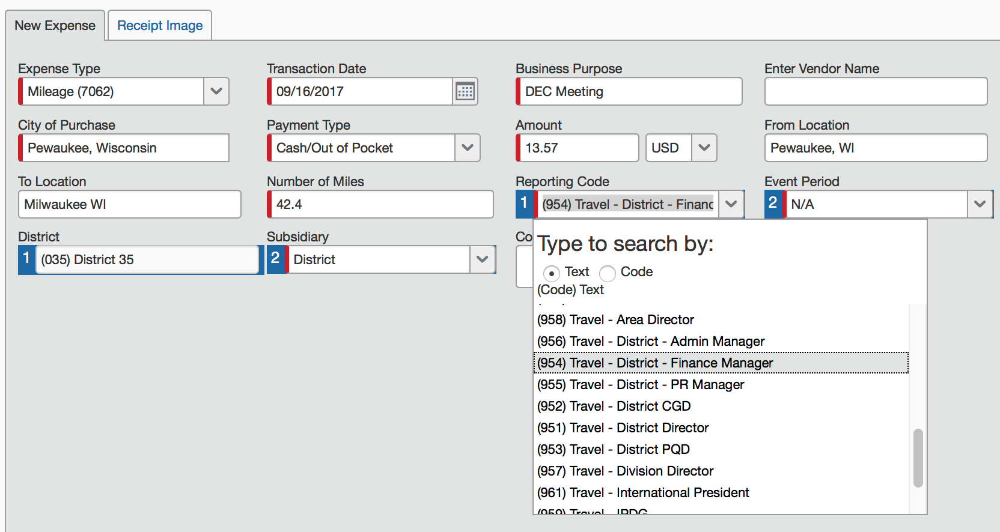 New Expense
Receipt Image
Expense Type
Transaction Date
Business Purpose
Enter Vendor Name
Mileage (7062)
09/16/2017
DEC Meeting
City of Purchase
Payment Type
Amount
From Location
Pewaukee, Wisconsin
Cash/Out of Pocket
13.57
USD
Pewaukee, WI
To Location
Number of Miles
Reporting Code
Event Period
Milwaukee WI
42.4
1
(954) Travel - District - Financ
2
N/A
District
Subsidiary
Co
1
(035) District 35
2
District
Type to search by:
Text
Code
(Code) Text
(958) Travel - Area Director
(956) Travel - District - Admin Manager
(954) Travel - District - Finance Manager
(955) Travel - District - PR Manager
(952) Travel - District CGD
(951) Travel - District Director
(953) Travel - District PQD
(957) Travel - Division Director
(961) Travel - International President
(959) Travel - IPDG